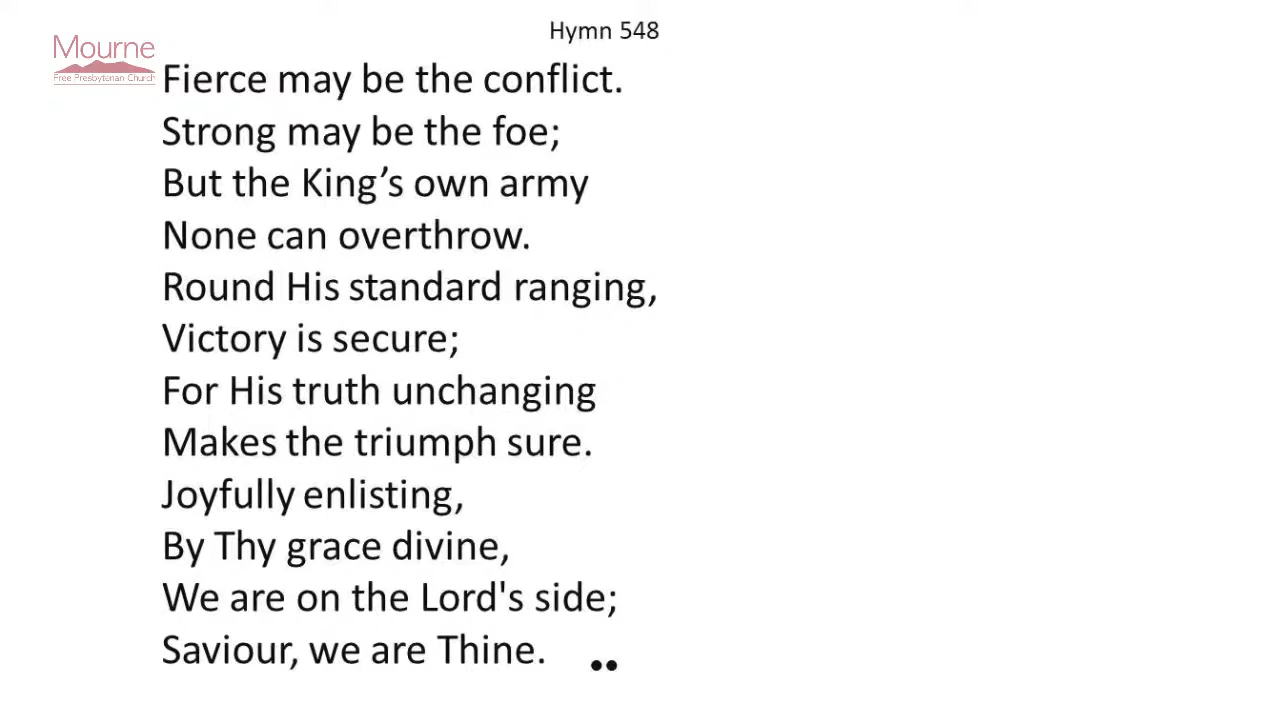 Hymn 548
Mourne
Free Presbyterian Church
Fierce may be the conflict.
Strong may be the foe;
But the King’s own army
None can overthrow.
Round His standard ranging,
Victory is secure;
For His truth unchanging
Makes the triumph sure.
Joyfully enlisting,
By Thy grace divine,
We are on the Lord's side;
Saviour, we are Thine.